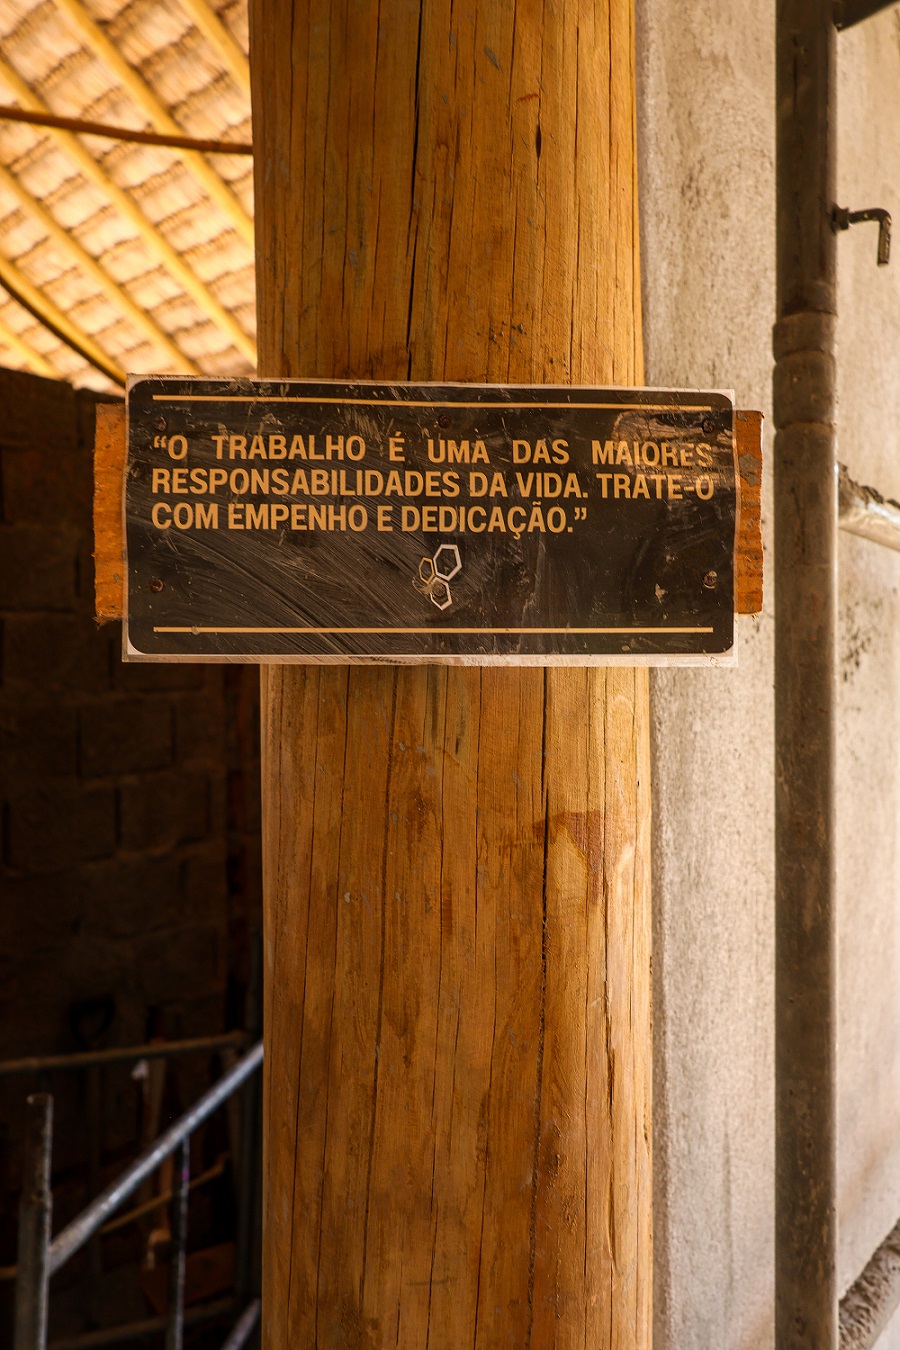 “O TRABALHO É UMA DAS MAIORES
RESPONSABILIDADES DA VIDA. TRATE-O
COM EMPENHO E DEDICAÇÃO.”